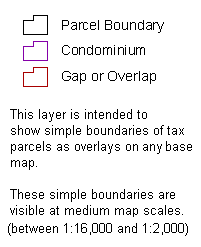 Parcel Boundary
Condominium
Gap or Overlap
This layer is intended to
show simple boundaries of tax
parcels as overlays on any base
map.
These simple boundaries are
visible at medium map scales.
(between 1:16,000 and 1:2,000)